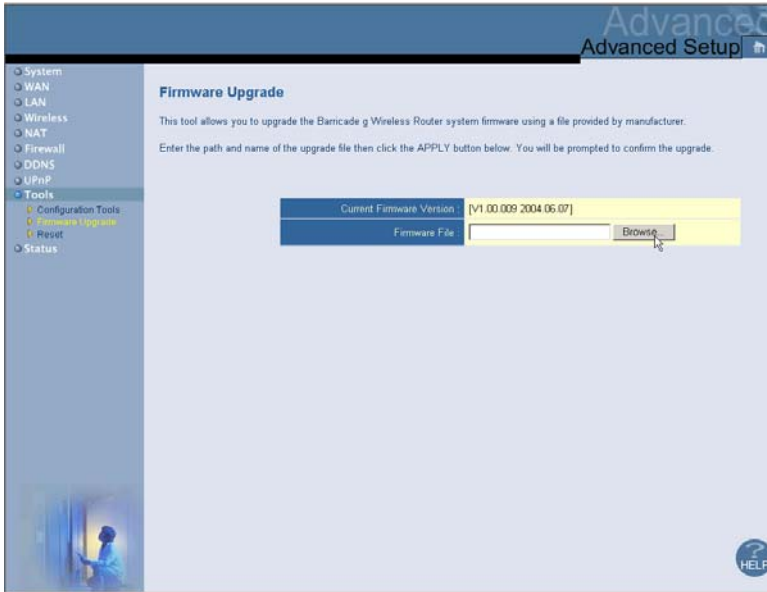 Advanced
Advanced Setup
System
WAN
LAN
Wireless
NAT
Firewall
DDNS
UPnP
Tools
Configuration Tools
Firmware Upgrade
Reset
Status
Firmware Upgrade
This tool allows you to upgrade the Barricade g Wireless Router system firmware using a file provided by manufacturer.
Enter the path and name of the upgrade file then click the APPLY button below. You will be prompted to confirm the upgrade.
Current Firmware Version : [V1.00.009 2004.06.07]
Firmware File : Browse...
? HELP